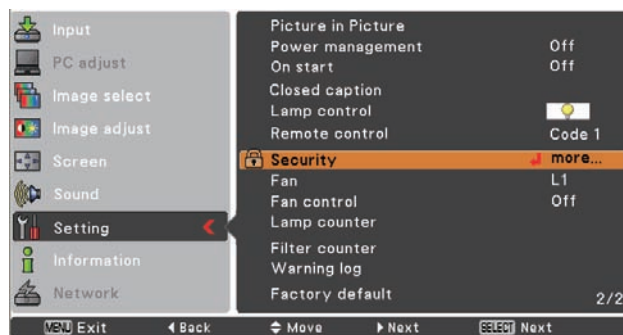 Input
PC adjust
Image select
Image adjust
Screen
Sound
Setting
Information
Network
Picture in Picture
Power management Off
On start Off
Closed caption
Lamp control
Remote control Code 1
Security more...
Fan L1
Fan control Off
Lamp counter
Filter counter
Warning log
Factory default 2/2
MENU Exit Back Move Next SELECT Next